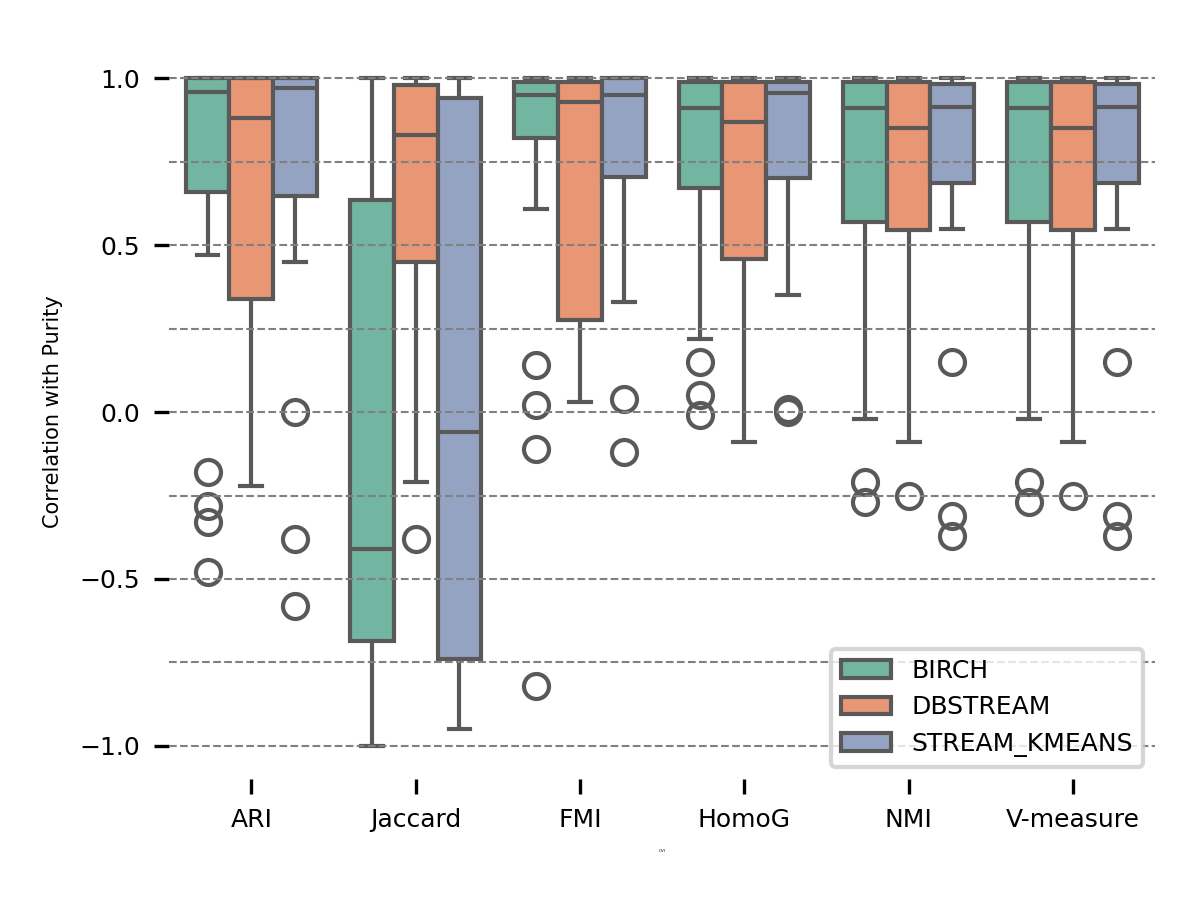 1.0
0.5
0.0
−0.5
−1.0
Correlation with Purity
ARI Jaccard FMI HomoG NMI V-measure
BIRCH
DBSTREAM
STREAM_KMEANS